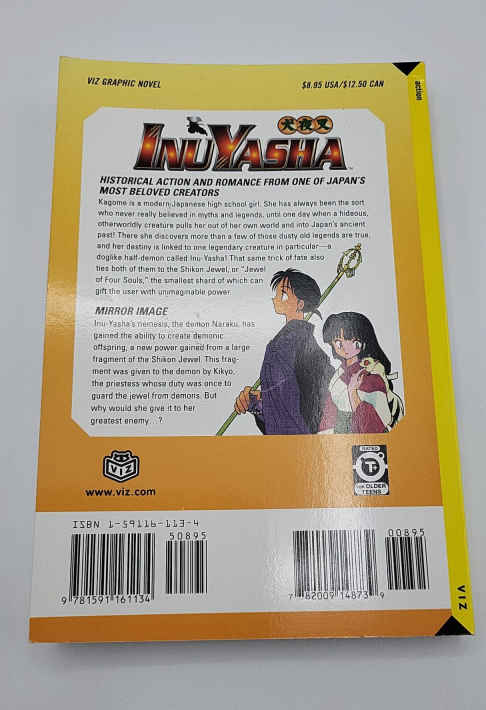 VIZ GRAPHIC NOVEL
$8.95 USA/$12.50 CAN
action
犬夜叉
INUYASHA
HISTORICAL ACTION AND ROMANCE FROM ONE OF JAPAN'S
MOST BELOVED CREATORS
Kagome is a modern Japanese high school girl. She has always been the sort
who never really believed in myths and legends, until one day when a hideous,
otherworldly creature pulls her out of her own world and into Japan's ancient
past! There she discovers more than a few of those dusty old legends are true,
and her destiny is linked to one legendary creature in particular—a
doglike half-demon called Inu-Yasha! That same trick of fate also
ties both of them to the Shikon Jewel, or "Jewel
of Four Souls," the smallest shard of which can
gift the user with unimaginable power.
MIRROR IMAGE
Inu-Yasha's nemesis, the demon Naraku, has
gained the ability to create demonic
offspring, a new power gained from a large
fragment of the Shikon Jewel. This frag-
ment was given to the demon by Kikyo,
the priestess whose duty was once to
guard the jewel from demons. But
why would she give it to her
greatest enemy...?
VIZ
www.viz.com
RATED
T+
FOR OLDER
TEENS
ISBN 1-59116-113-4
50895
9 781591 161134
00895
7 82009 14873 9
VIZ